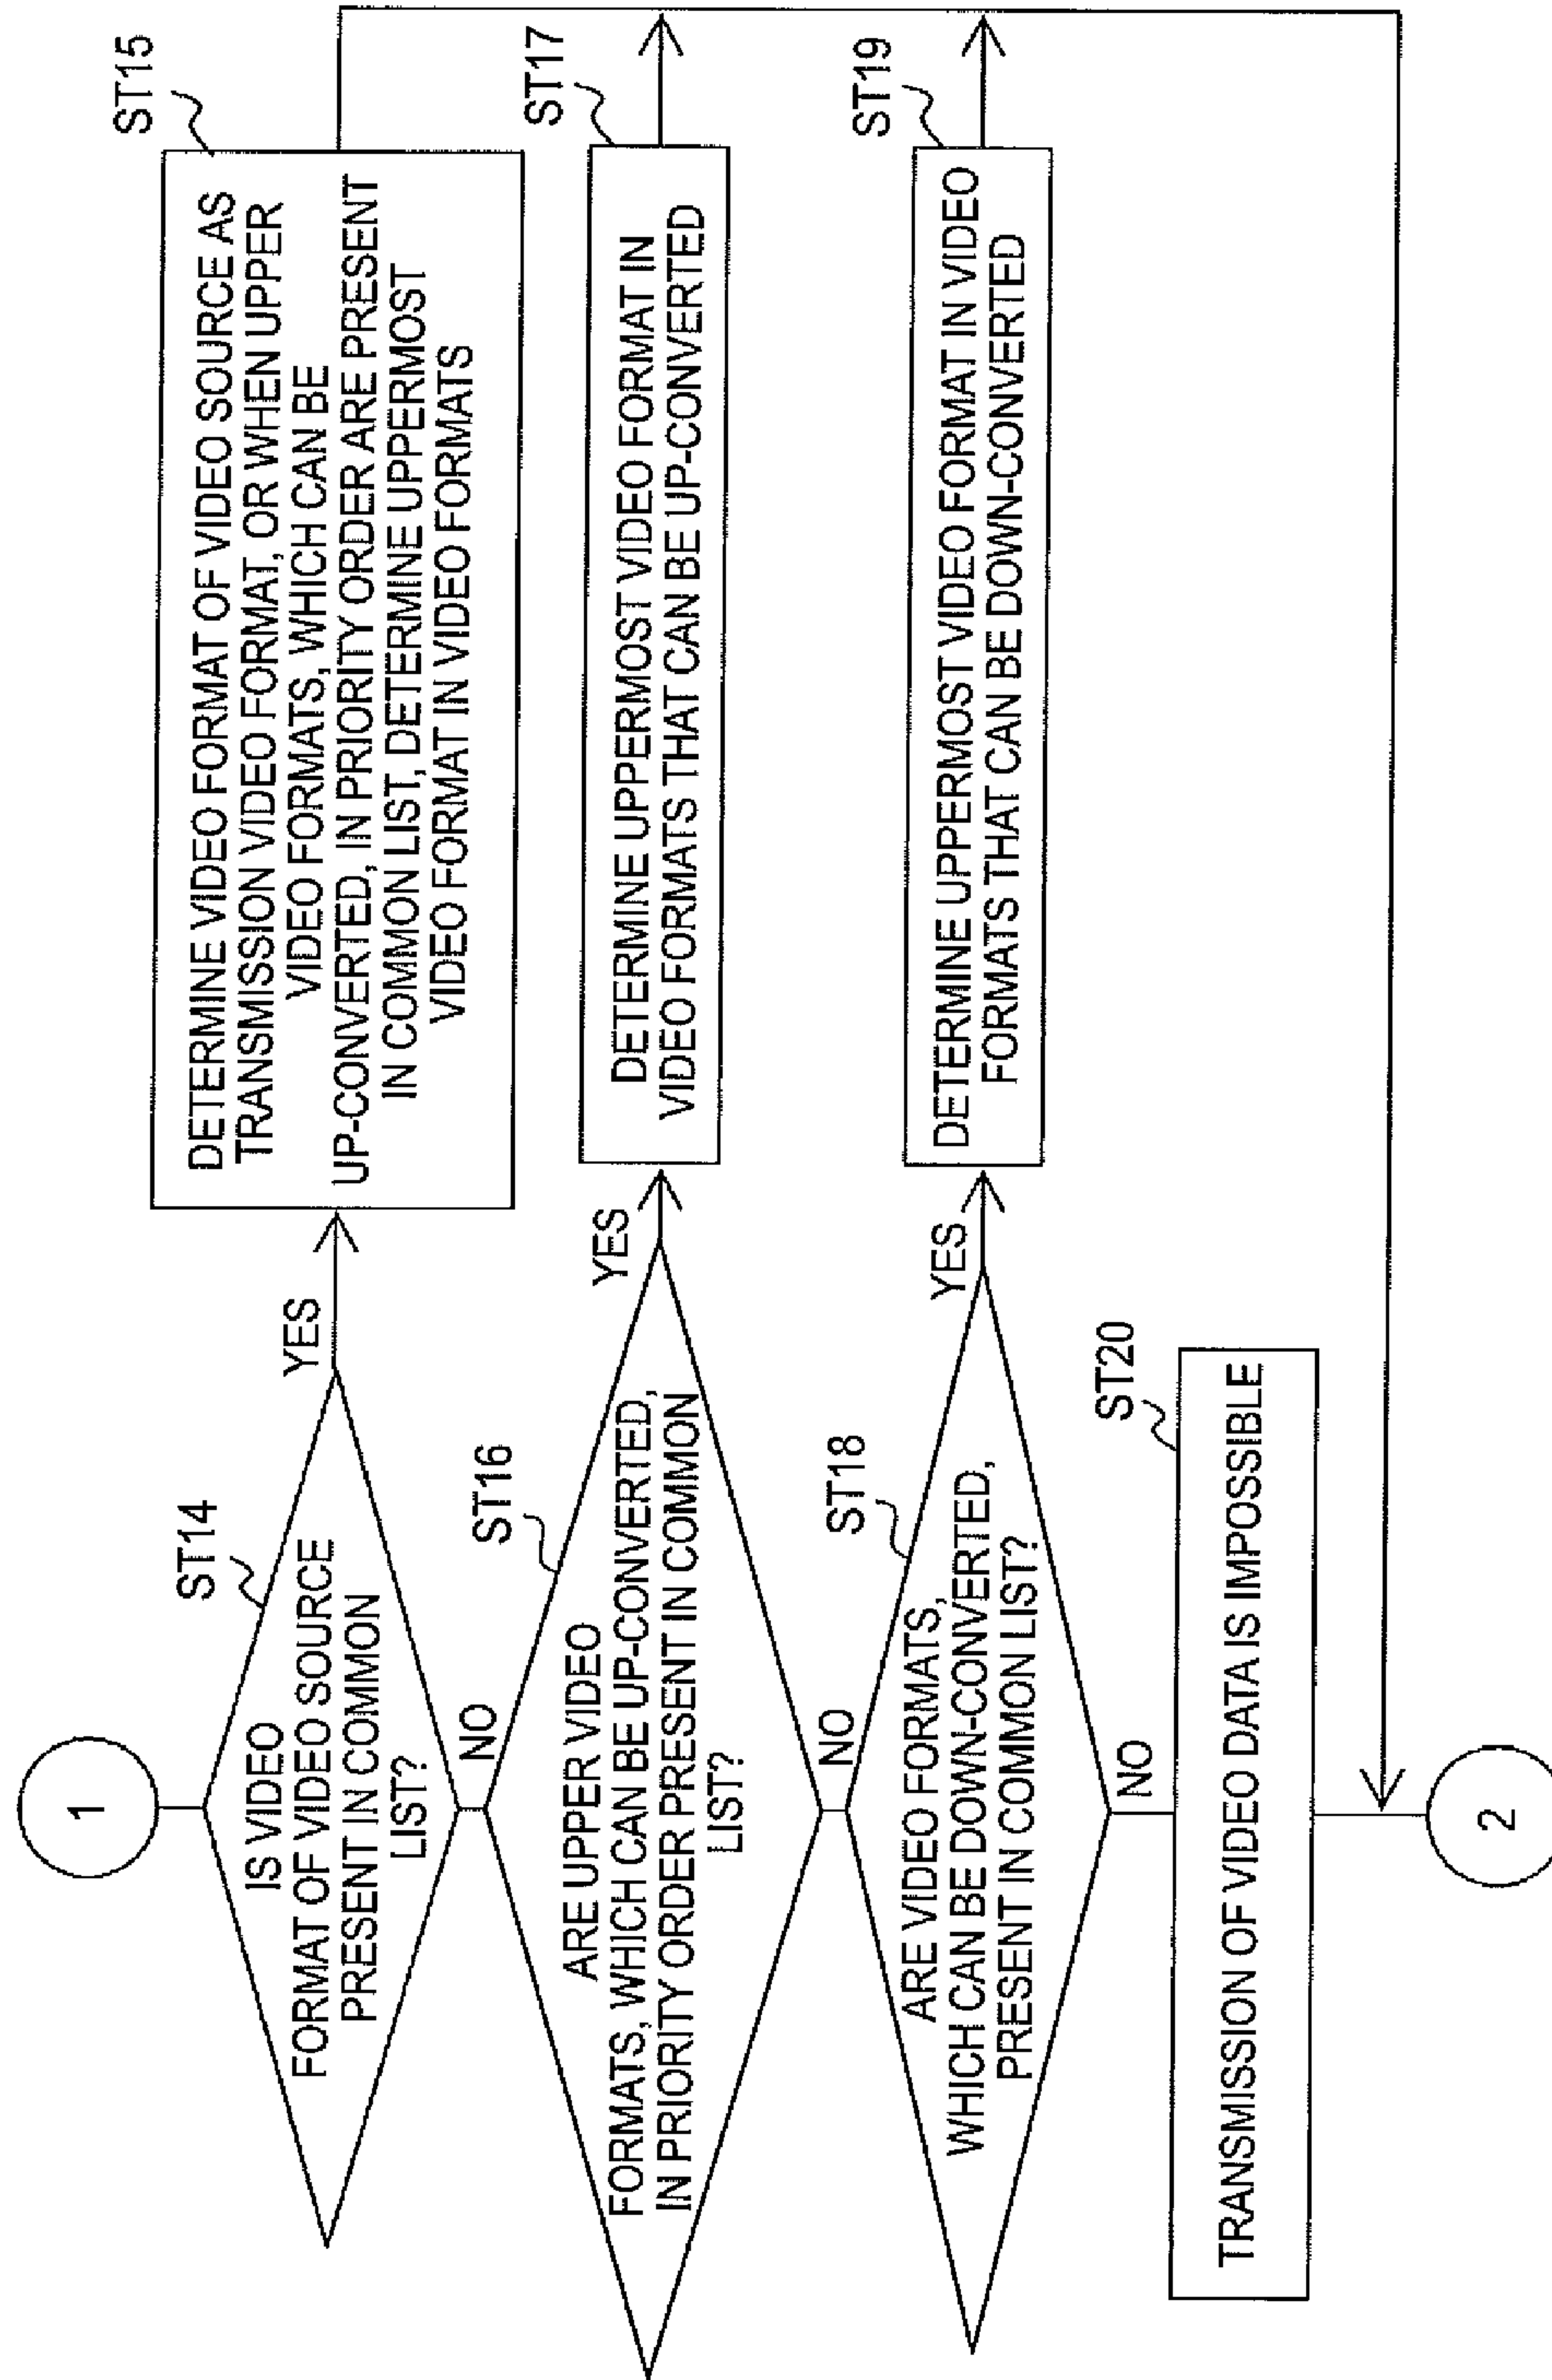 1
ST14
IS VIDEO
FORMAT OF VIDEO SOURCE
PRESENT IN COMMON
LIST?
YES
NO
ST15
DETERMINE VIDEO FORMAT OF VIDEO SOURCE AS
TRANSMISSION VIDEO FORMAT, OR WHEN UPPER
VIDEO FORMATS, WHICH CAN BE
UP-CONVERTED, IN PRIORITY ORDER ARE PRESENT
IN COMMON LIST, DETERMINE UPPERMOST
VIDEO FORMAT IN VIDEO FORMATS
ST16
ARE UPPER VIDEO
FORMATS, WHICH CAN BE UP-CONVERTED,
IN PRIORITY ORDER PRESENT IN COMMON
LIST?
YES
NO
ST17
DETERMINE UPPERMOST VIDEO FORMAT IN
VIDEO FORMATS THAT CAN BE UP-CONVERTED
ST18
ARE VIDEO FORMATS,
WHICH CAN BE DOWN-CONVERTED,
PRESENT IN COMMON LIST?
YES
NO
ST19
DETERMINE UPPERMOST VIDEO FORMAT IN VIDEO
FORMATS THAT CAN BE DOWN-CONVERTED
ST20
TRANSMISSION OF VIDEO DATA IS IMPOSSIBLE
2